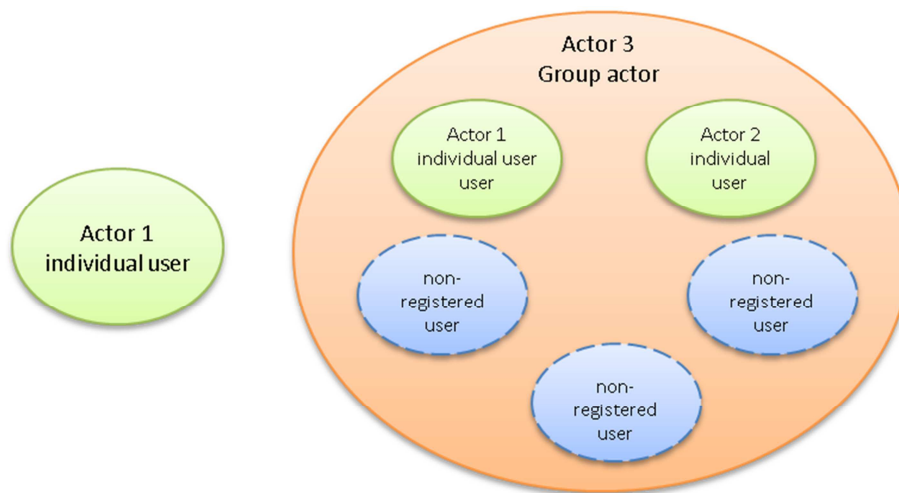 Actor 3
Group actor
Actor 1
individual user
user
Actor 2
individual
user
Actor 1
individual user
non-
registered
user
non-
registered
user
non-
registered
user